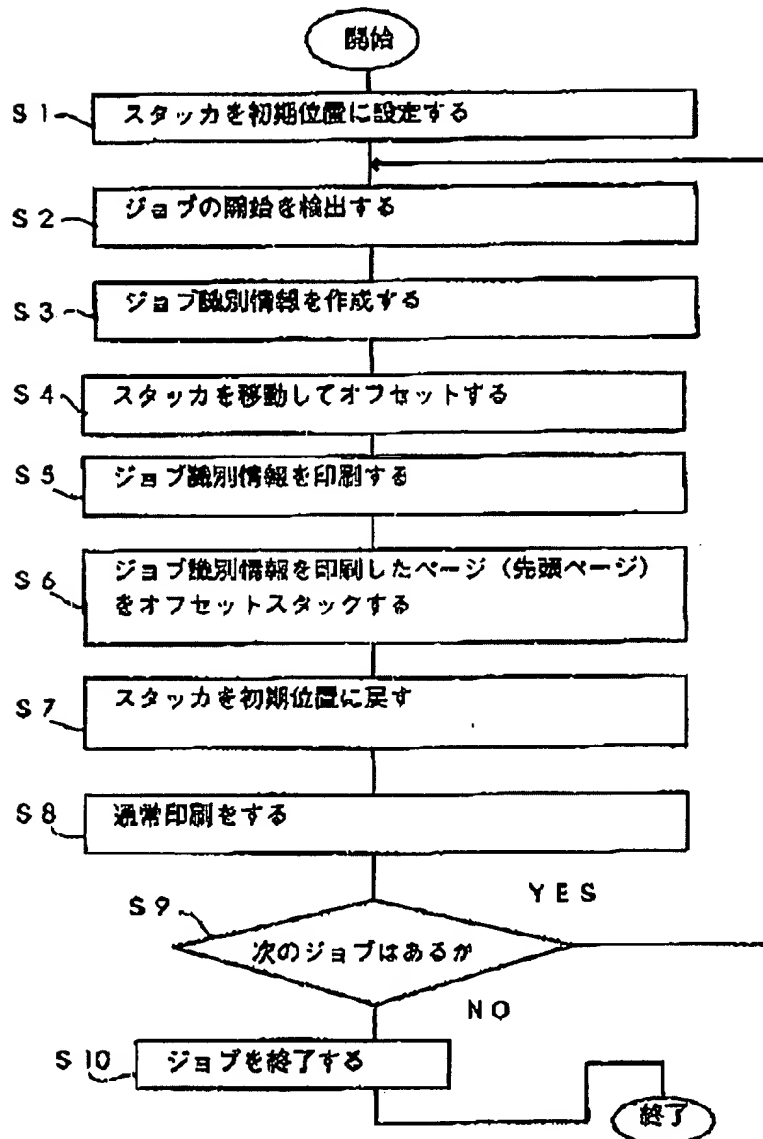 開始
S1 スタッカを初期位置に設定する
S2 ジョブの開始を検出する
S3 ジョブ識別情報を作成する
S4 スタッカを移動してオフセットする
S5 ジョブ識別情報を印刷する
S6 ジョブ識別情報を印刷したページ（先頭ページ）
をオフセットスタックする
S7 スタッカを初期位置に戻す
S8 通常印刷をする
YES
S9 次のジョブはあるか
NO
S10 ジョブを終了する
終了